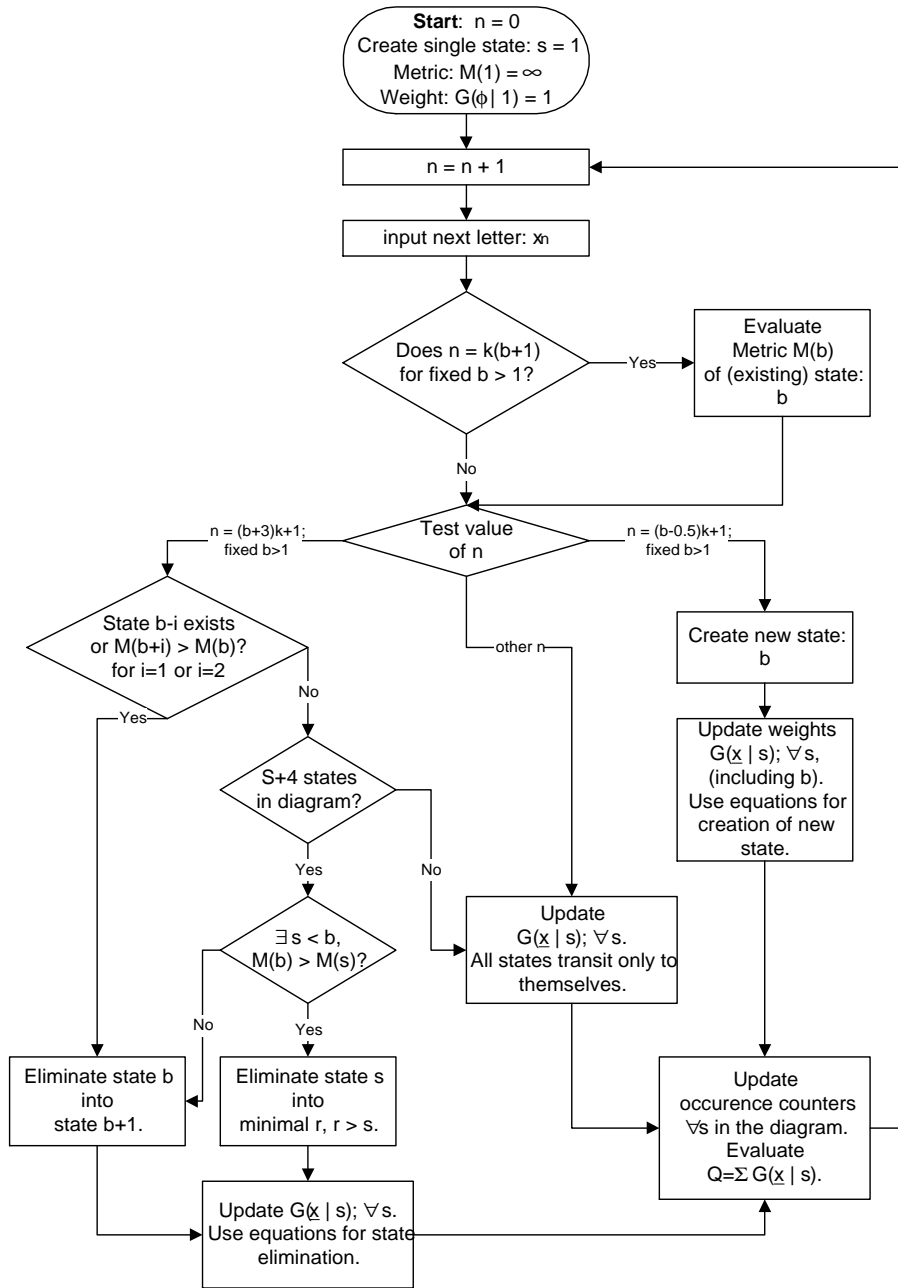 Start: n = 0
Create single state: s = 1
Metric: M(1) = ∞
Weight: G(ϕ | 1) = 1
n = n + 1
input next letter: xn
Does n = k(b+1)
for fixed b > 1?
Yes
Evaluate
Metric M(b)
of (existing) state:
b
No
n = (b+3)k+1;
fixed b>1
Test value
of n
n = (b-0.5)k+1;
fixed b>1
State b-i exists
or M(b+i) > M(b)?
for i=1 or i=2
other n
Create new state:
b
No
Yes
Update weights
G(x | s); ∀ s,
(including b).
Use equations for
creation of new
state.
S+4 states
in diagram?
Yes
No
∃ s < b,
M(b) > M(s)?
Update
G(x | s); ∀ s.
All states transit only to
themselves.
No
Yes
Eliminate state b
into
state b+1.
Eliminate state s
into
minimal r, r > s.
Update
occurence counters
∀s in the diagram.
Evaluate
Q=Σ G(x | s).
Update G(x | s); ∀ s.
Use equations for state
elimination.